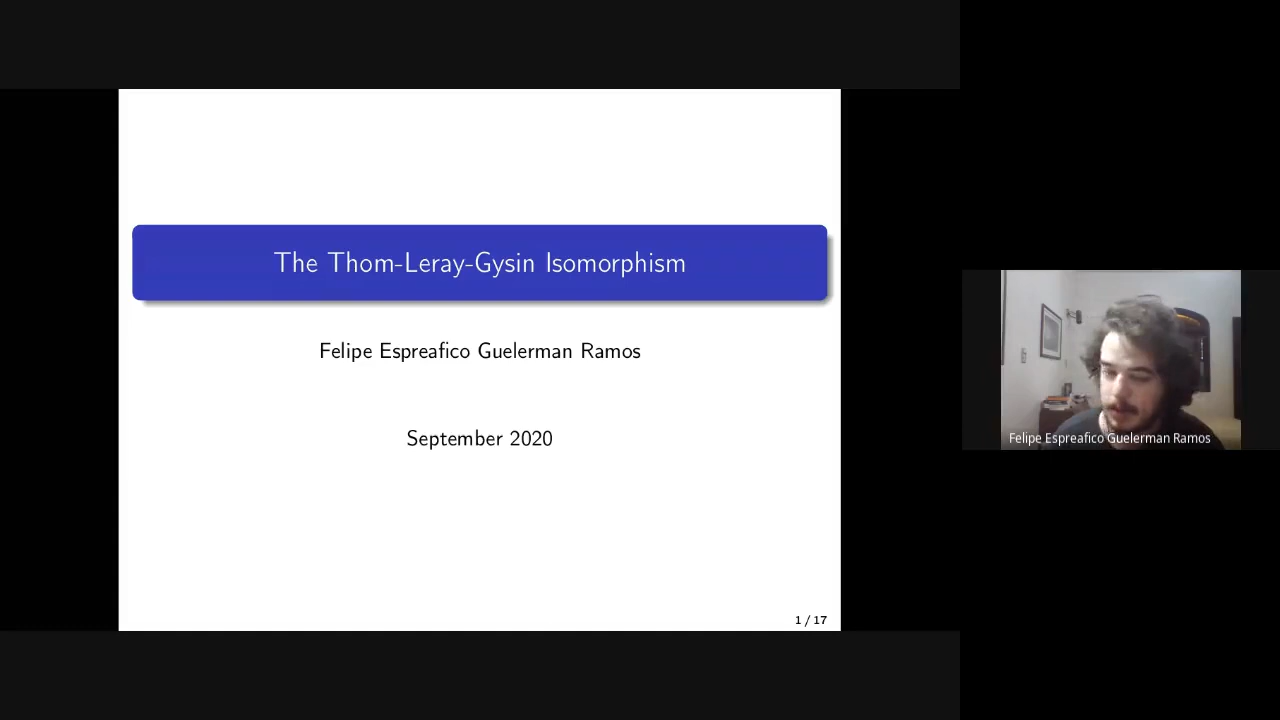 The Thom-Leray-Gysin Isomorphism
Felipe Espreafico Guelerman Ramos
September 2020
1 / 17
Felipe Espreafico Guelerman Ramos